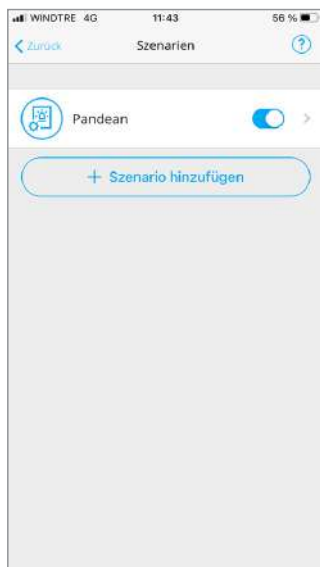 WINDTRE 4G 11:43 56 %
Zurück Szenarien ?
Pandean
+ Szenario hinzufügen